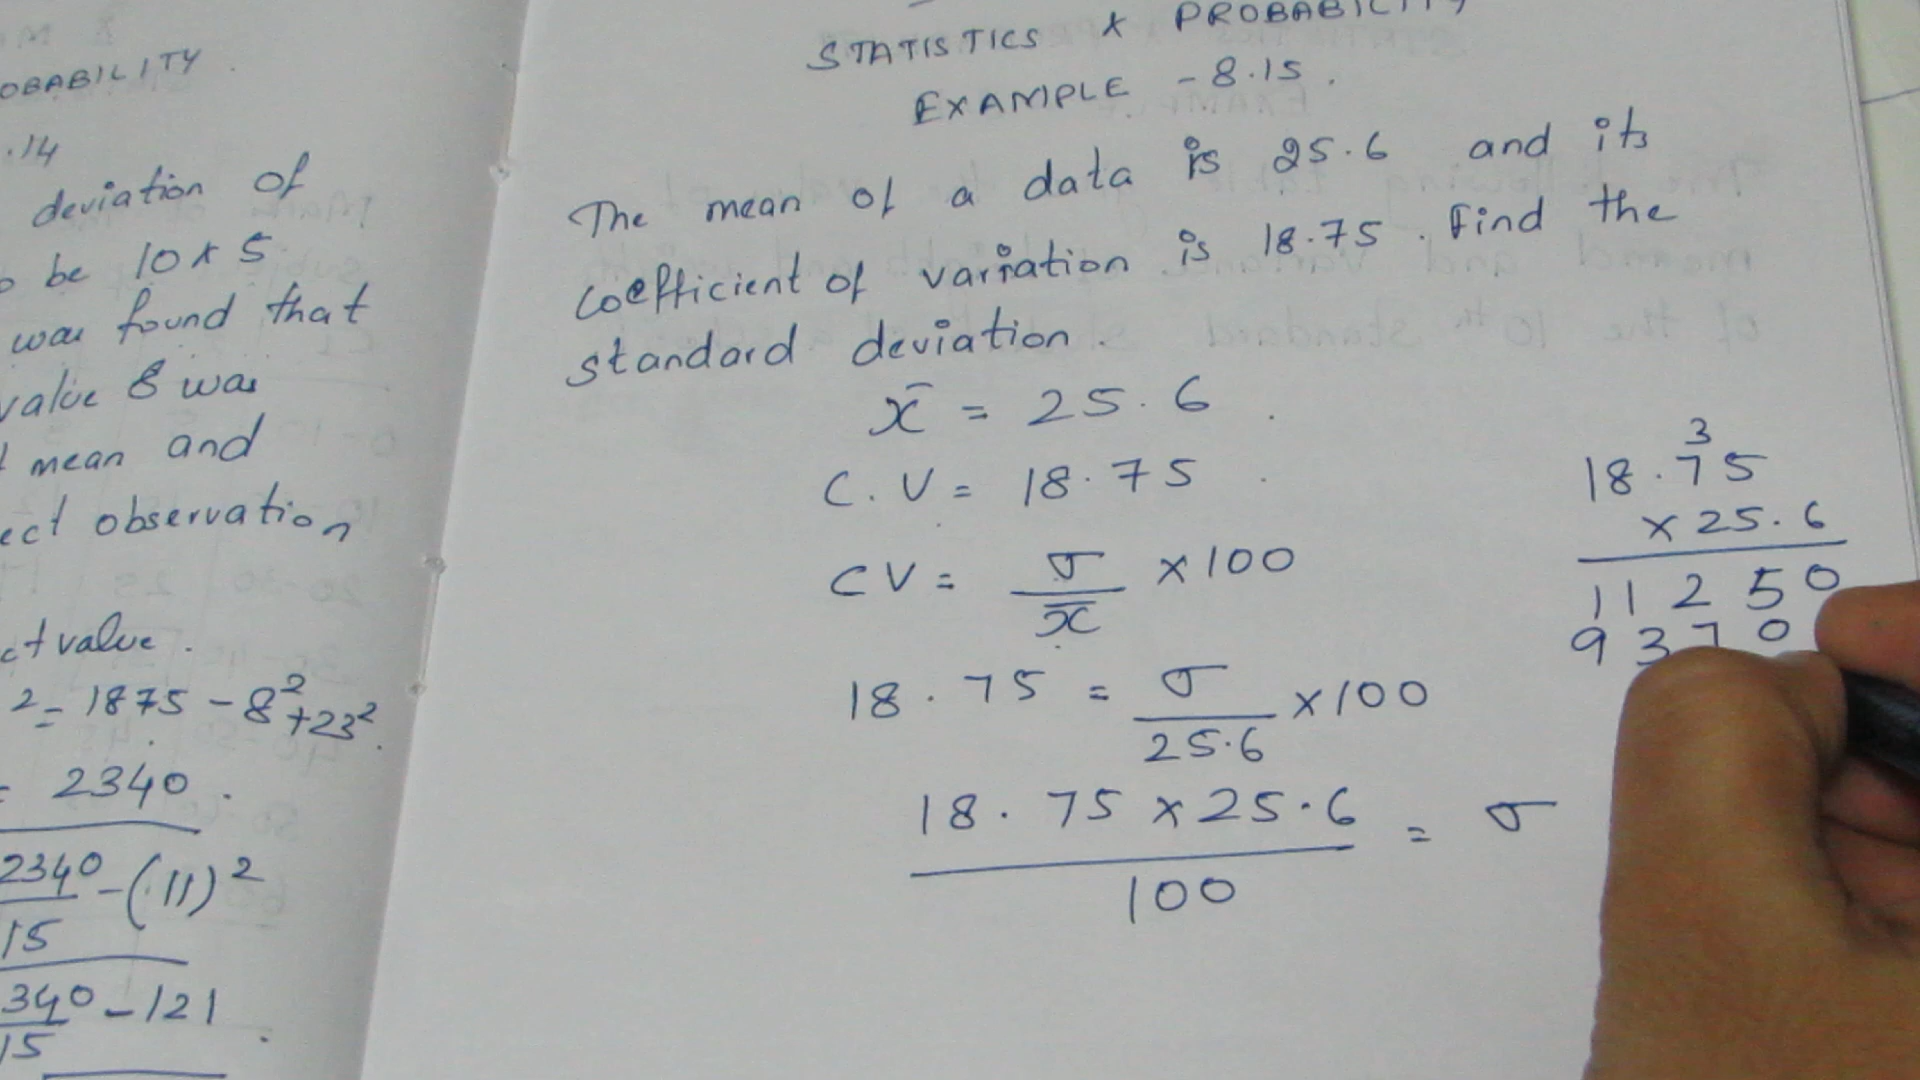 OBABILITY.
.14
deviation of
be 10 & 5
was found that
value 8 was
mean and
ect observation
ct value.
2 = 1875 - 8² + 23².
= 2340.
2340/15 - (11)²
340/15 - 121
STATISTICS & PROBABILITY
EXAMPLE - 8.15.
The mean of a data is 25.6 and its
coefficient of variation is 18.75. Find the
standard deviation.
x̄ = 25.6
C.V = 18.75
CV = σ/x̄ × 100
18.75 = σ/25.6 × 100
18.75 × 25.6 / 100 = σ
3
18.75
× 25.6
11250
9370